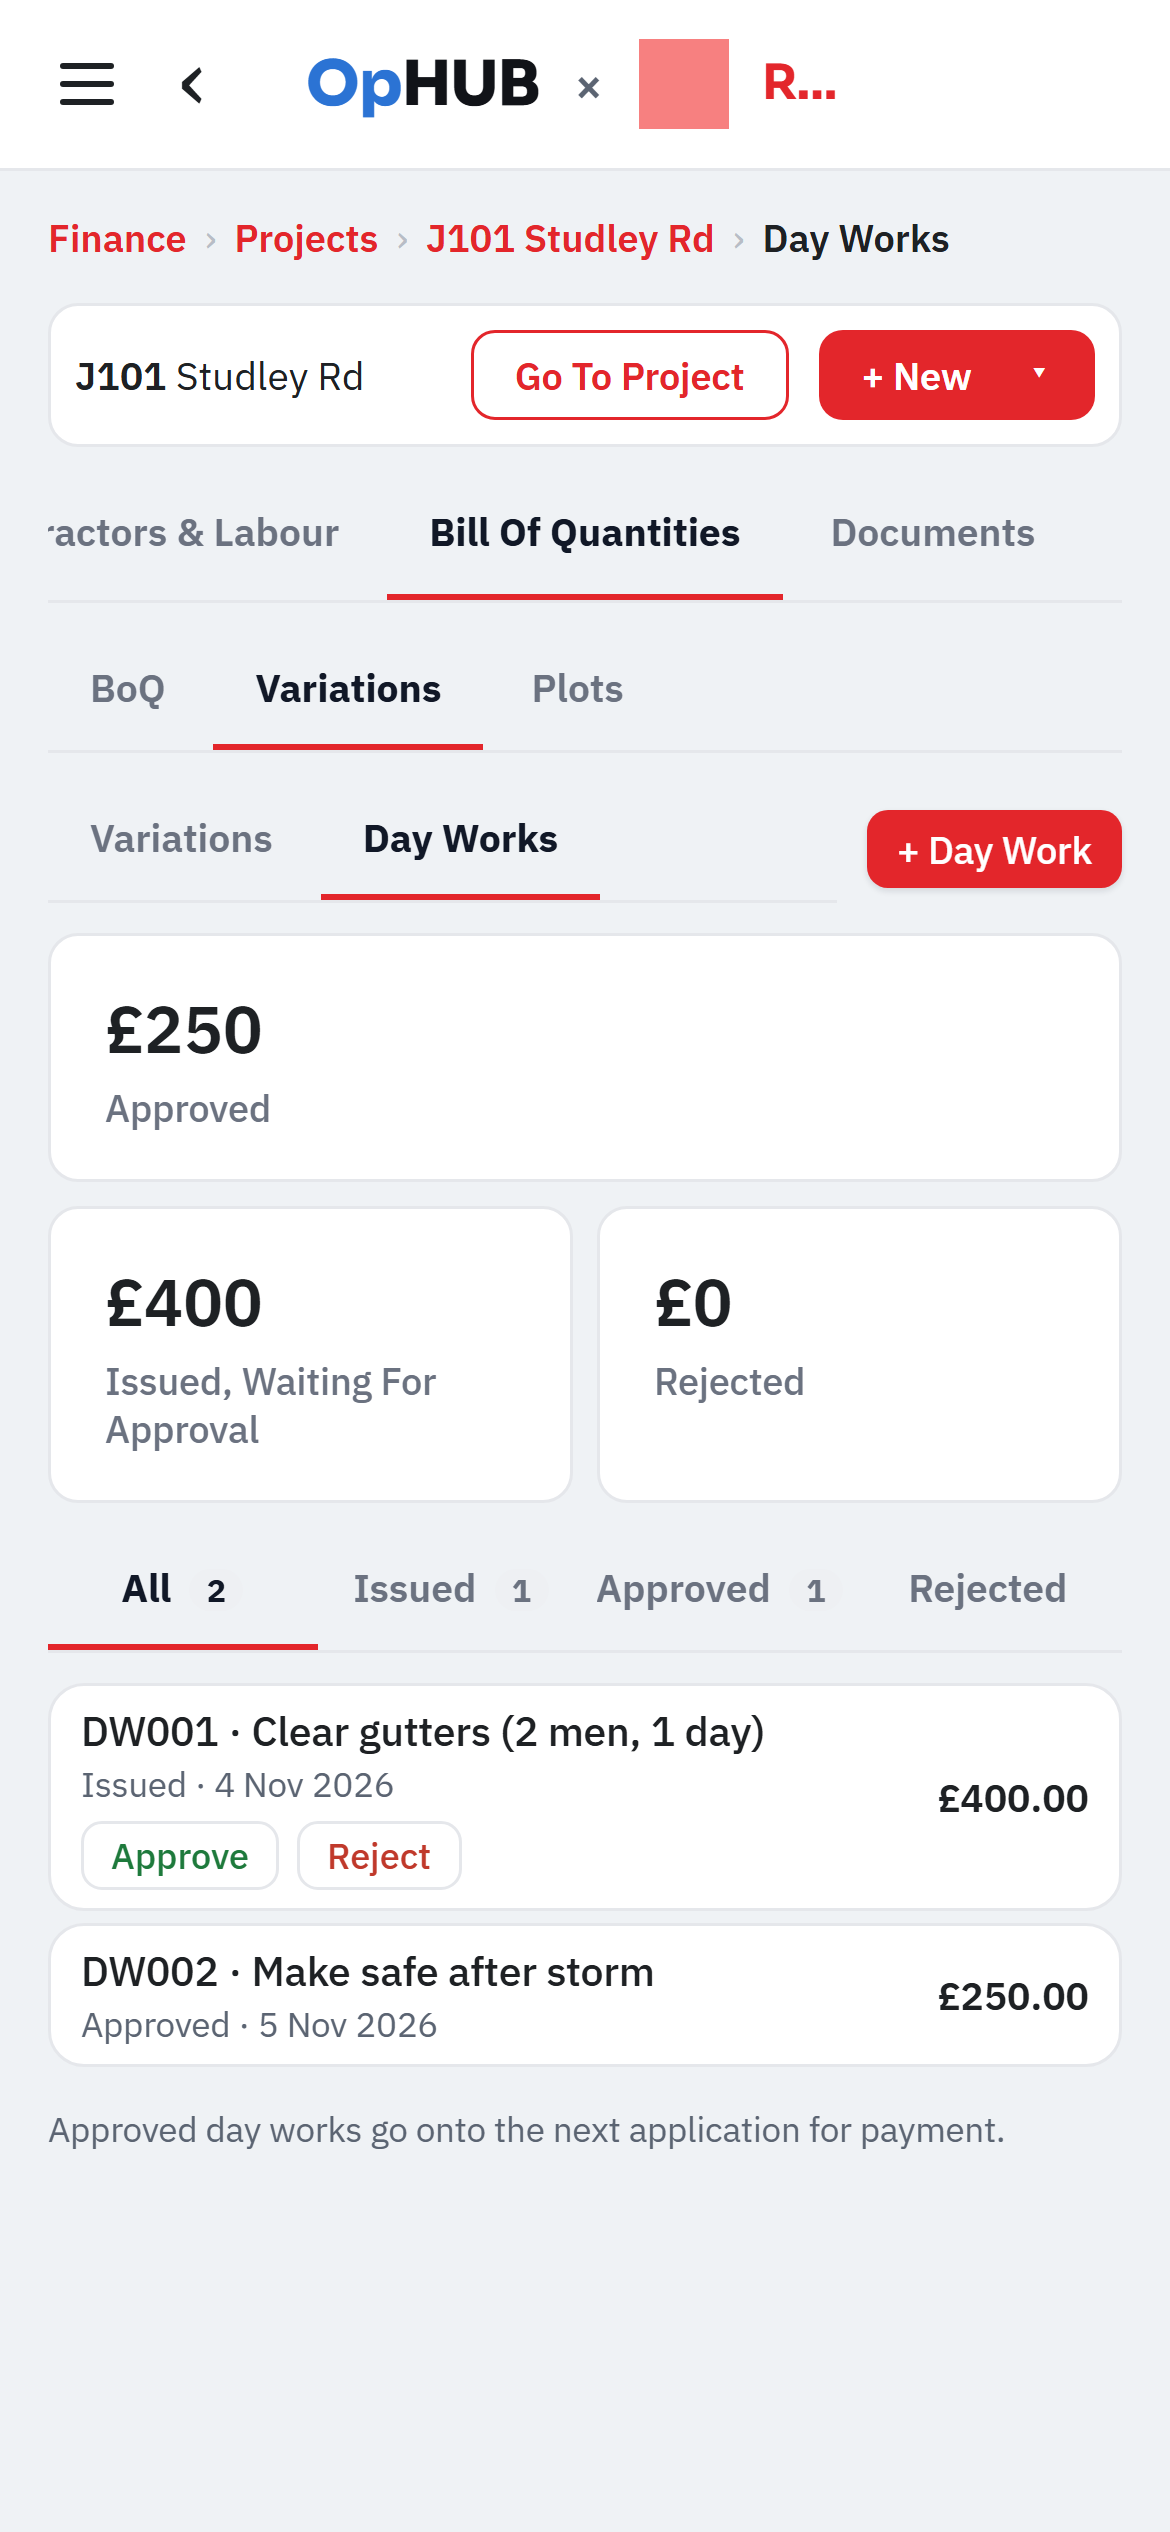 OpHUB × R...
Finance › Projects › J101 Studley Rd › Day Works
J101 Studley Rd Go To Project + New ▼
ractors & Labour Bill Of Quantities Documents
BoQ Variations Plots
Variations Day Works + Day Work
£250
Approved
£400 £0
Issued, Waiting For Rejected
Approval
All 2 Issued 1 Approved 1 Rejected
DW001 · Clear gutters (2 men, 1 day)
Issued · 4 Nov 2026
£400.00
Approve Reject
DW002 · Make safe after storm
£250.00
Approved · 5 Nov 2026
Approved day works go onto the next application for payment.